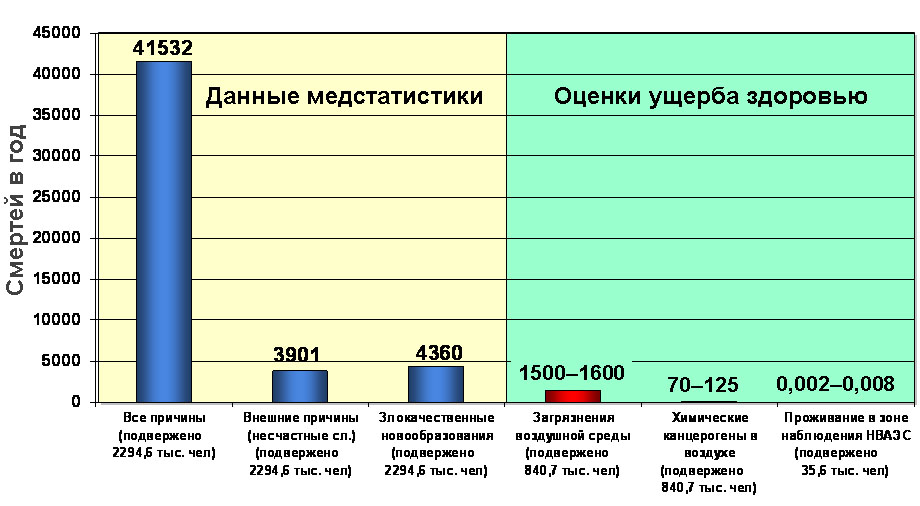 Смертей в год
45000
40000
35000
30000
25000
20000
15000
10000
5000
0
Данные медстатистики
Оценки ущерба здоровью
41532
3901
4360
1500–1600
70–125
0,002–0,008
Все причины
(подвержено
2294,6 тыс. чел)
Внешние причины
(несчастные сл.)
(подвержено
2294,6 тыс. чел)
Злокачественные
новообразования
(подвержено
2294,6 тыс. чел)
Загрязнения
воздушной среды
(подвержено
840,7 тыс. чел)
Химические
канцерогены в
воздухе
(подвержено
840,7 тыс. чел)
Проживание в зоне
наблюдения НВАЭС
(подвержено
35,6 тыс. чел)